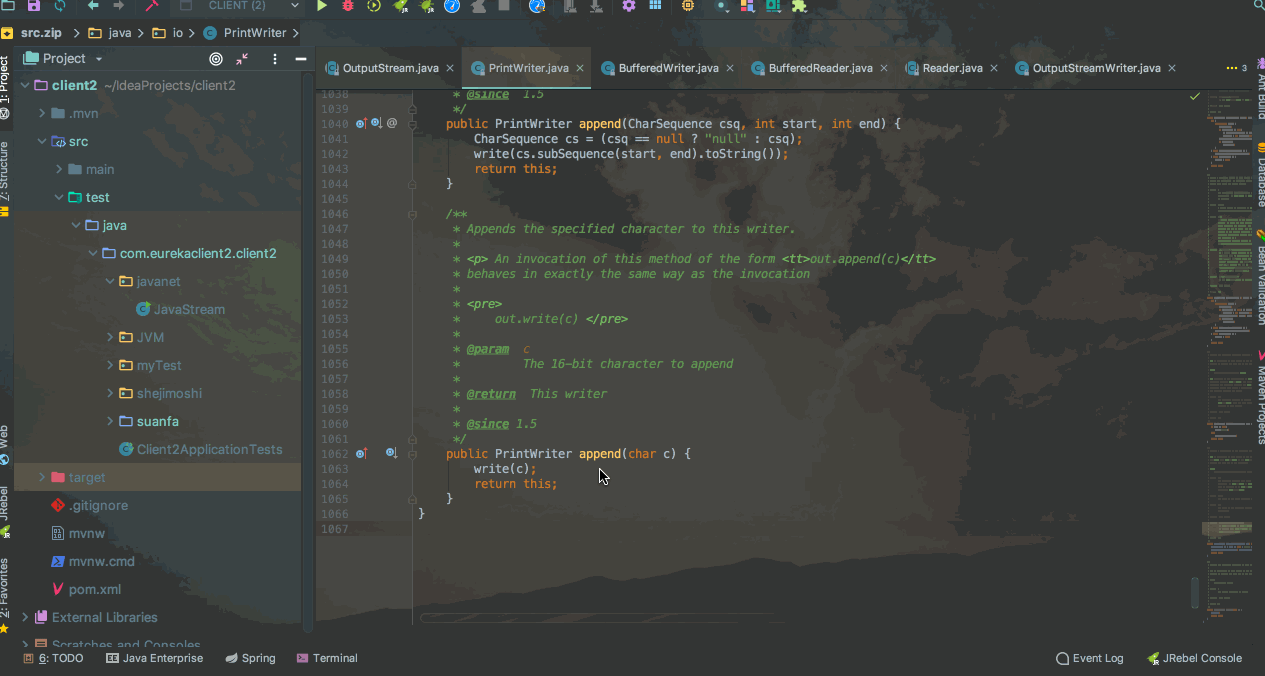 CLIENT (2)
src.zip java io PrintWriter
1: Project
Project
OutputStream.java × PrintWriter.java × BufferedWriter.java × BufferedReader.java × Reader.java × OutputStreamWriter.java × 3
client2 ~/IdeaProjects/client2
.mvn
src
main
test
java
com.eurekaclient2.client2
javanet
JavaStream
JVM
myTest
shejimoshi
suanfa
Client2ApplicationTests
target
.gitignore
mvnw
mvnw.cmd
pom.xml
External Libraries
Scratches and Consoles
Z: Structure
Web
JRebel
2: Favorites
1038 * @since 1.5
1039 */
1040 @ public PrintWriter append(CharSequence csq, int start, int end) {
1041 CharSequence cs = (csq == null ? "null" : csq);
1042 write(cs.subSequence(start, end).toString());
1043 return this;
1044 }
1045
1046 /**
1047 * Appends the specified character to this writer.
1048 *
1049 * <p> An invocation of this method of the form <tt>out.append(c)</tt>
1050 * behaves in exactly the same way as the invocation
1051 *
1052 * <pre>
1053 * out.write(c) </pre>
1054 *
1055 * @param c
1056 * The 16-bit character to append
1057 *
1058 * @return This writer
1059 *
1060 * @since 1.5
1061 */
1062 public PrintWriter append(char c) {
1063 write(c);
1064 return this;
1065 }
1066 }
1067
Ant Build
Database
Bean Validation
Maven Projects
6: TODO Java Enterprise Spring Terminal Event Log JRebel Console